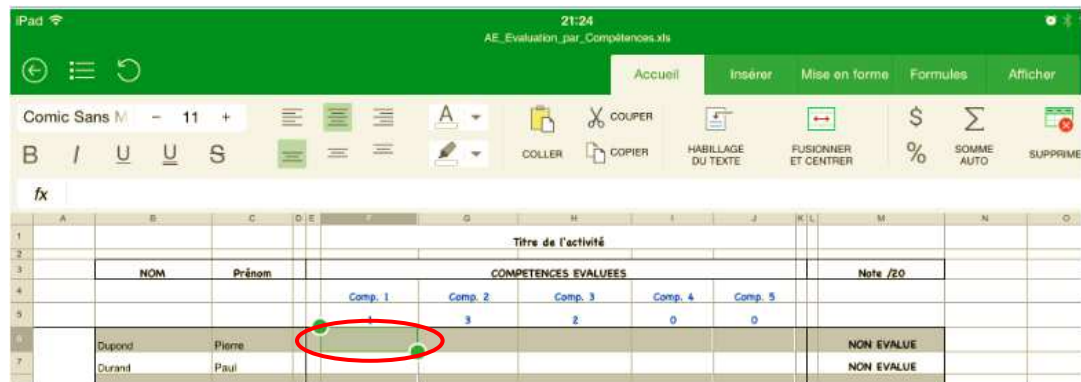 iPad 21:24
AE_Evaluation_par_Compétences.xls
Accueil Insérer Mise en forme Formules Afficher
Comic Sans M - 11 + A COUPER $ Σ
B I U U S COLLER COPIER HABILLAGE DU TEXTE FUSIONNER ET CENTRER % SOMME AUTO SUPPRIME
fx
A B C D E F G H I J K L M N O
1 Titre de l'activité
2
3 NOM Prénom COMPETENCES EVALUEES Note /20
4 Comp. 1 Comp. 2 Comp. 3 Comp. 4 Comp. 5
5 1 3 2 0 0
6 Dupond Pierre NON EVALUE
7 Durand Paul NON EVALUE